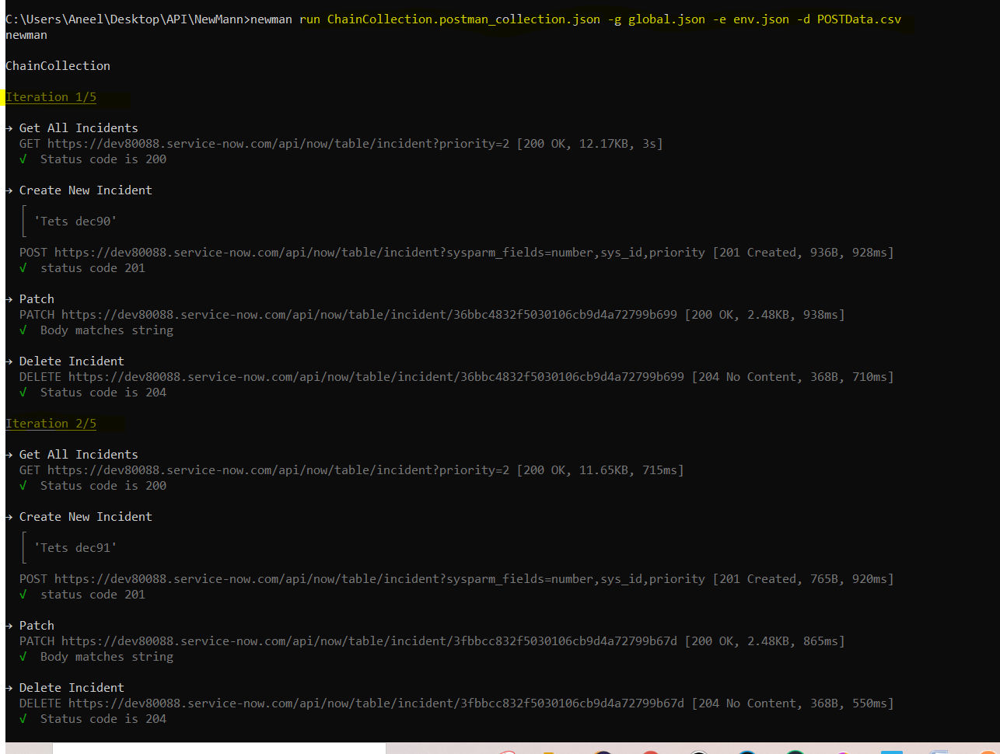 C:\Users\Aneel\Desktop\API\NewMann>newman run ChainCollection.postman_collection.json -g global.json -e env.json -d POSTData.csv
newman
ChainCollection
Iteration 1/5
→ Get All Incidents
GET https://dev80088.service-now.com/api/now/table/incident?priority=2 [200 OK, 12.17KB, 3s]
√ Status code is 200
→ Create New Incident
'Tets dec90'
POST https://dev80088.service-now.com/api/now/table/incident?sysparm_fields=number,sys_id,priority [201 Created, 936B, 928ms]
√ status code 201
→ Patch
PATCH https://dev80088.service-now.com/api/now/table/incident/36bbc4832f5030106cb9d4a72799b699 [200 OK, 2.48KB, 938ms]
√ Body matches string
→ Delete Incident
DELETE https://dev80088.service-now.com/api/now/table/incident/36bbc4832f5030106cb9d4a72799b699 [204 No Content, 368B, 710ms]
√ Status code is 204
Iteration 2/5
→ Get All Incidents
GET https://dev80088.service-now.com/api/now/table/incident?priority=2 [200 OK, 11.65KB, 715ms]
√ Status code is 200
→ Create New Incident
'Tets dec91'
POST https://dev80088.service-now.com/api/now/table/incident?sysparm_fields=number,sys_id,priority [201 Created, 765B, 920ms]
√ status code 201
→ Patch
PATCH https://dev80088.service-now.com/api/now/table/incident/3fbbcc832f5030106cb9d4a72799b67d [200 OK, 2.48KB, 865ms]
√ Body matches string
→ Delete Incident
DELETE https://dev80088.service-now.com/api/now/table/incident/3fbbcc832f5030106cb9d4a72799b67d [204 No Content, 368B, 550ms]
√ Status code is 204